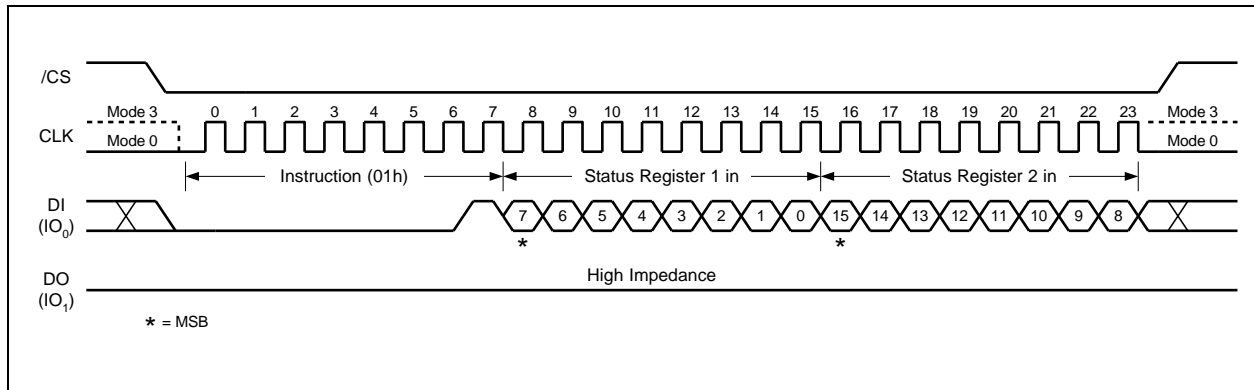 /CS
Mode 3 0 1 2 3 4 5 6 7 8 9 10 11 12 13 14 15 16 17 18 19 20 21 22 23 Mode 3
CLK Mode 0 Mode 0
Instruction (01h) Status Register 1 in Status Register 2 in
DI
(IO0) 7 6 5 4 3 2 1 0 15 14 13 12 11 10 9 8
* *
High Impedance
DO
(IO1)
* = MSB